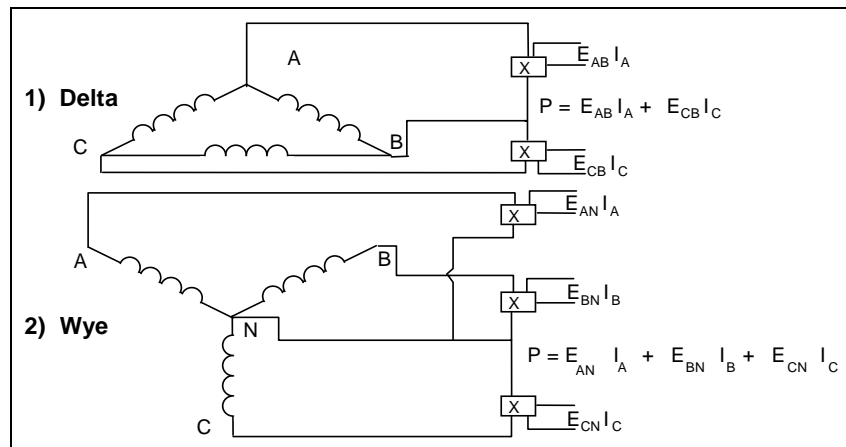 A
E_AB I_A
X
1) Delta
P = E_AB I_A + E_CB I_C
C
B
X
E_CB I_C
E_AN I_A
X
A
B
X
E_BN I_B
2) Wye
N
P = E_AN I_A + E_BN I_B + E_CN I_C
X
C
E_CN I_C